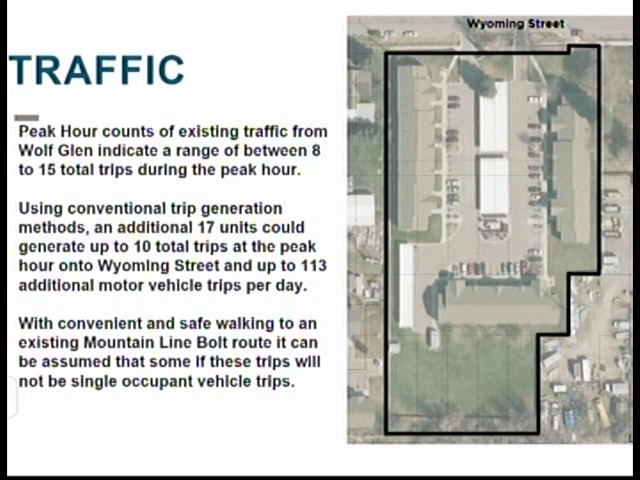 Wyoming Street
TRAFFIC
Peak Hour counts of existing traffic from
Wolf Glen indicate a range of between 8
to 15 total trips during the peak hour.
Using conventional trip generation
methods, an additional 17 units could
generate up to 10 total trips at the peak
hour onto Wyoming Street and up to 113
additional motor vehicle trips per day.
With convenient and safe walking to an
existing Mountain Line Bolt route it can
be assumed that some If these trips will
not be single occupant vehicle trips.